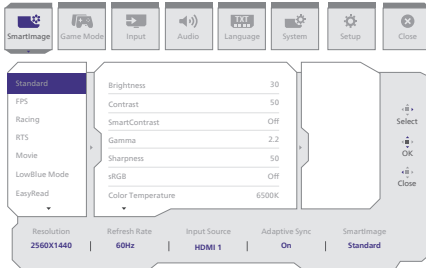 SmartImage
Game Mode
Input
Audio
TXT
Language
System
Setup
Close
Standard
FPS
Racing
RTS
Movie
LowBlue Mode
EasyRead
Brightness 30
Contrast 50
SmartContrast Off
Gamma 2.2
Sharpness 50
sRGB Off
Color Temperature 6500K
Select
OK
Close
Resolution Refresh Rate Input Source Adaptive Sync SmartImage
2560X1440 60Hz HDMI 1 On Standard